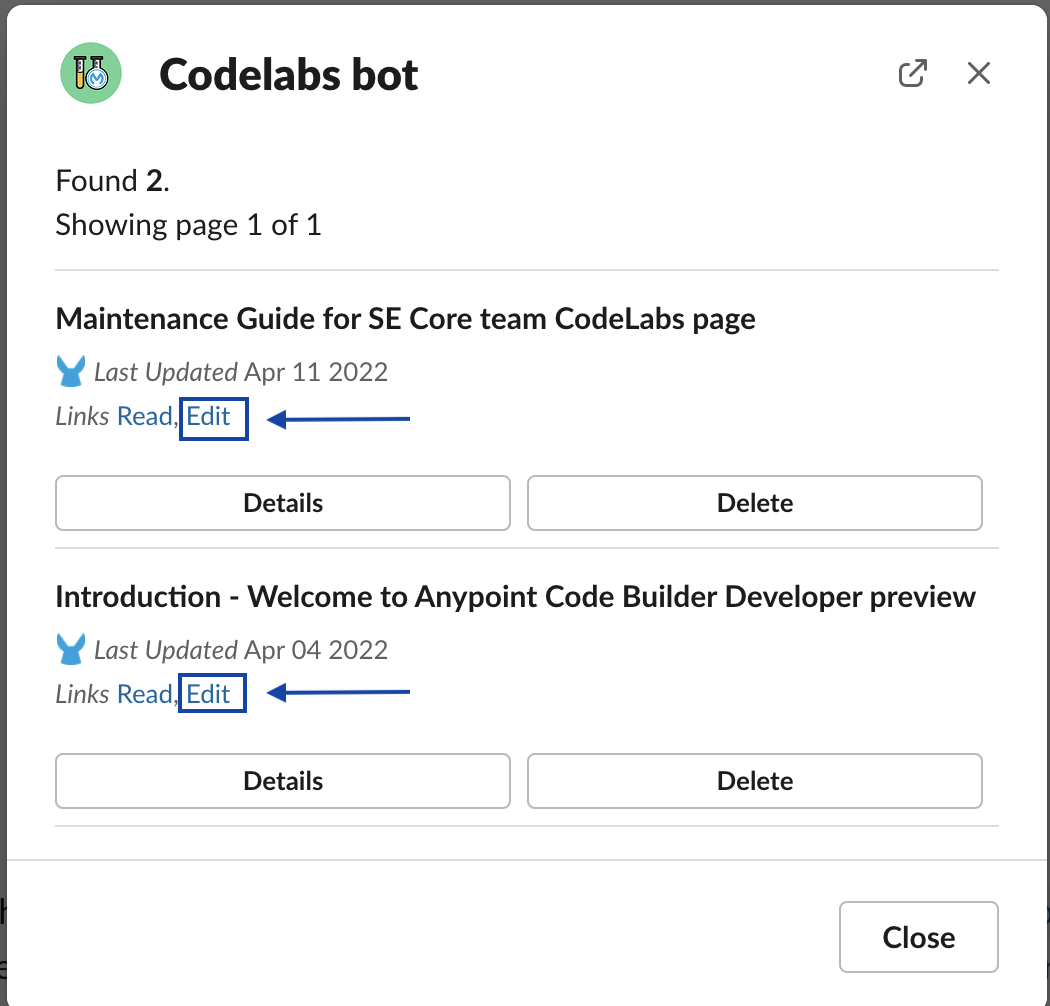 Codelabs bot
Found 2.
Showing page 1 of 1
Maintenance Guide for SE Core team CodeLabs page
Last Updated Apr 11 2022
Links Read, Edit
Details
Delete
Introduction - Welcome to Anypoint Code Builder Developer preview
Last Updated Apr 04 2022
Links Read, Edit
Details
Delete
Close